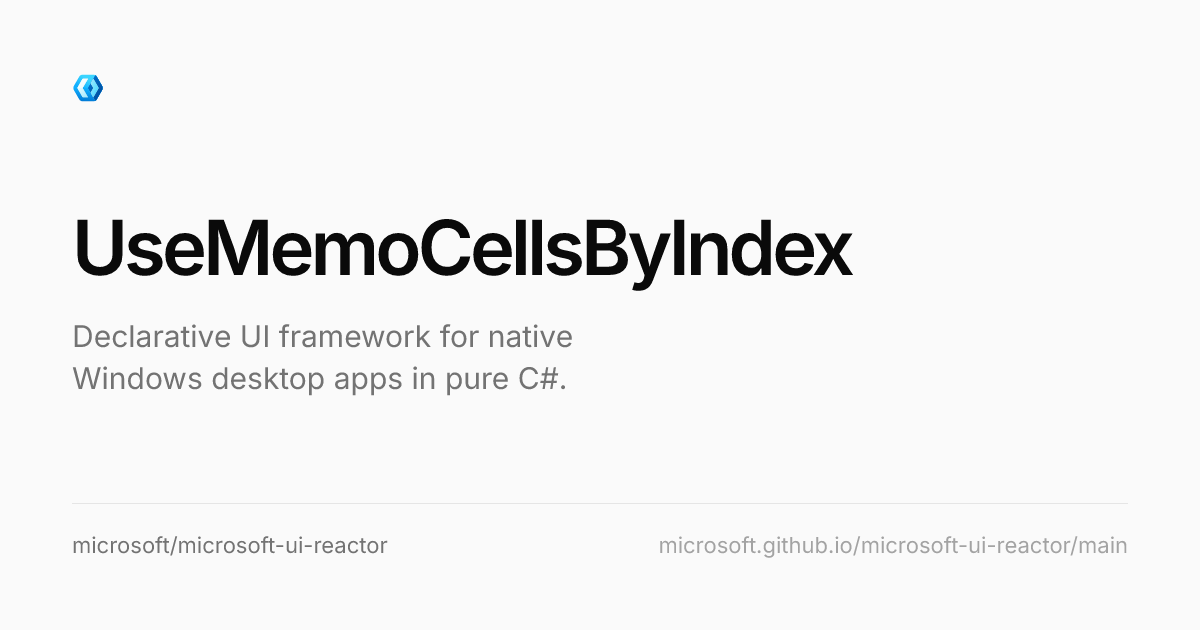 UseMemoCellsByIndex
Declarative UI framework for native
Windows desktop apps in pure C#.
microsoft/microsoft-ui-reactor
microsoft.github.io/microsoft-ui-reactor/main